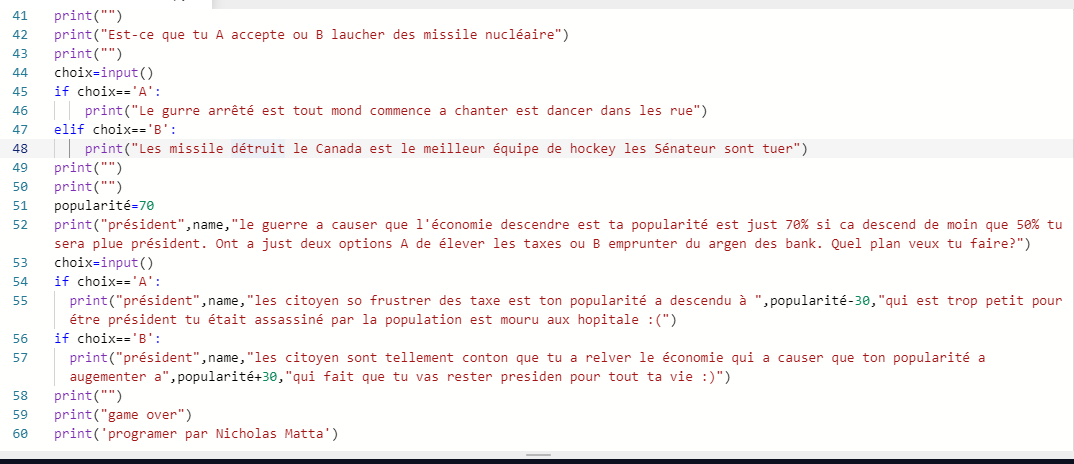 41 print("")
42 print("Est-ce que tu A accepte ou B laucher des missile nucléaire")
43 print("")
44 choix=input()
45 if choix=='A':
46 print("Le gurre arrêté est tout mond commence a chanter est dancer dans les rue")
47 elif choix=='B':
48 print("Les missile détruit le Canada est le meilleur équipe de hockey les Sénateur sont tuer")
49 print("")
50 print("")
51 popularité=70
52 print("président",name,"le guerre a causer que l'économie descendre est ta popularité est just 70% si ca descend de moin que 50% tu
sera plue président. Ont a just deux options A de élever les taxes ou B emprunter du argen des bank. Quel plan veux tu faire?")
53 choix=input()
54 if choix=='A':
55 print("président",name,"les citoyen so frustrer des taxe est ton popularité a descendu à ",popularité-30,"qui est trop petit pour
étre président tu était assassiné par la population est mouru aux hopitale :(")
56 if choix=='B':
57 print("président",name,"les citoyen sont tellement conton que tu a relver le économie qui a causer que ton popularité a
augementer a",popularité+30,"qui fait que tu vas rester presiden pour tout ta vie :)")
58 print("")
59 print("game over")
60 print('programer par Nicholas Matta')